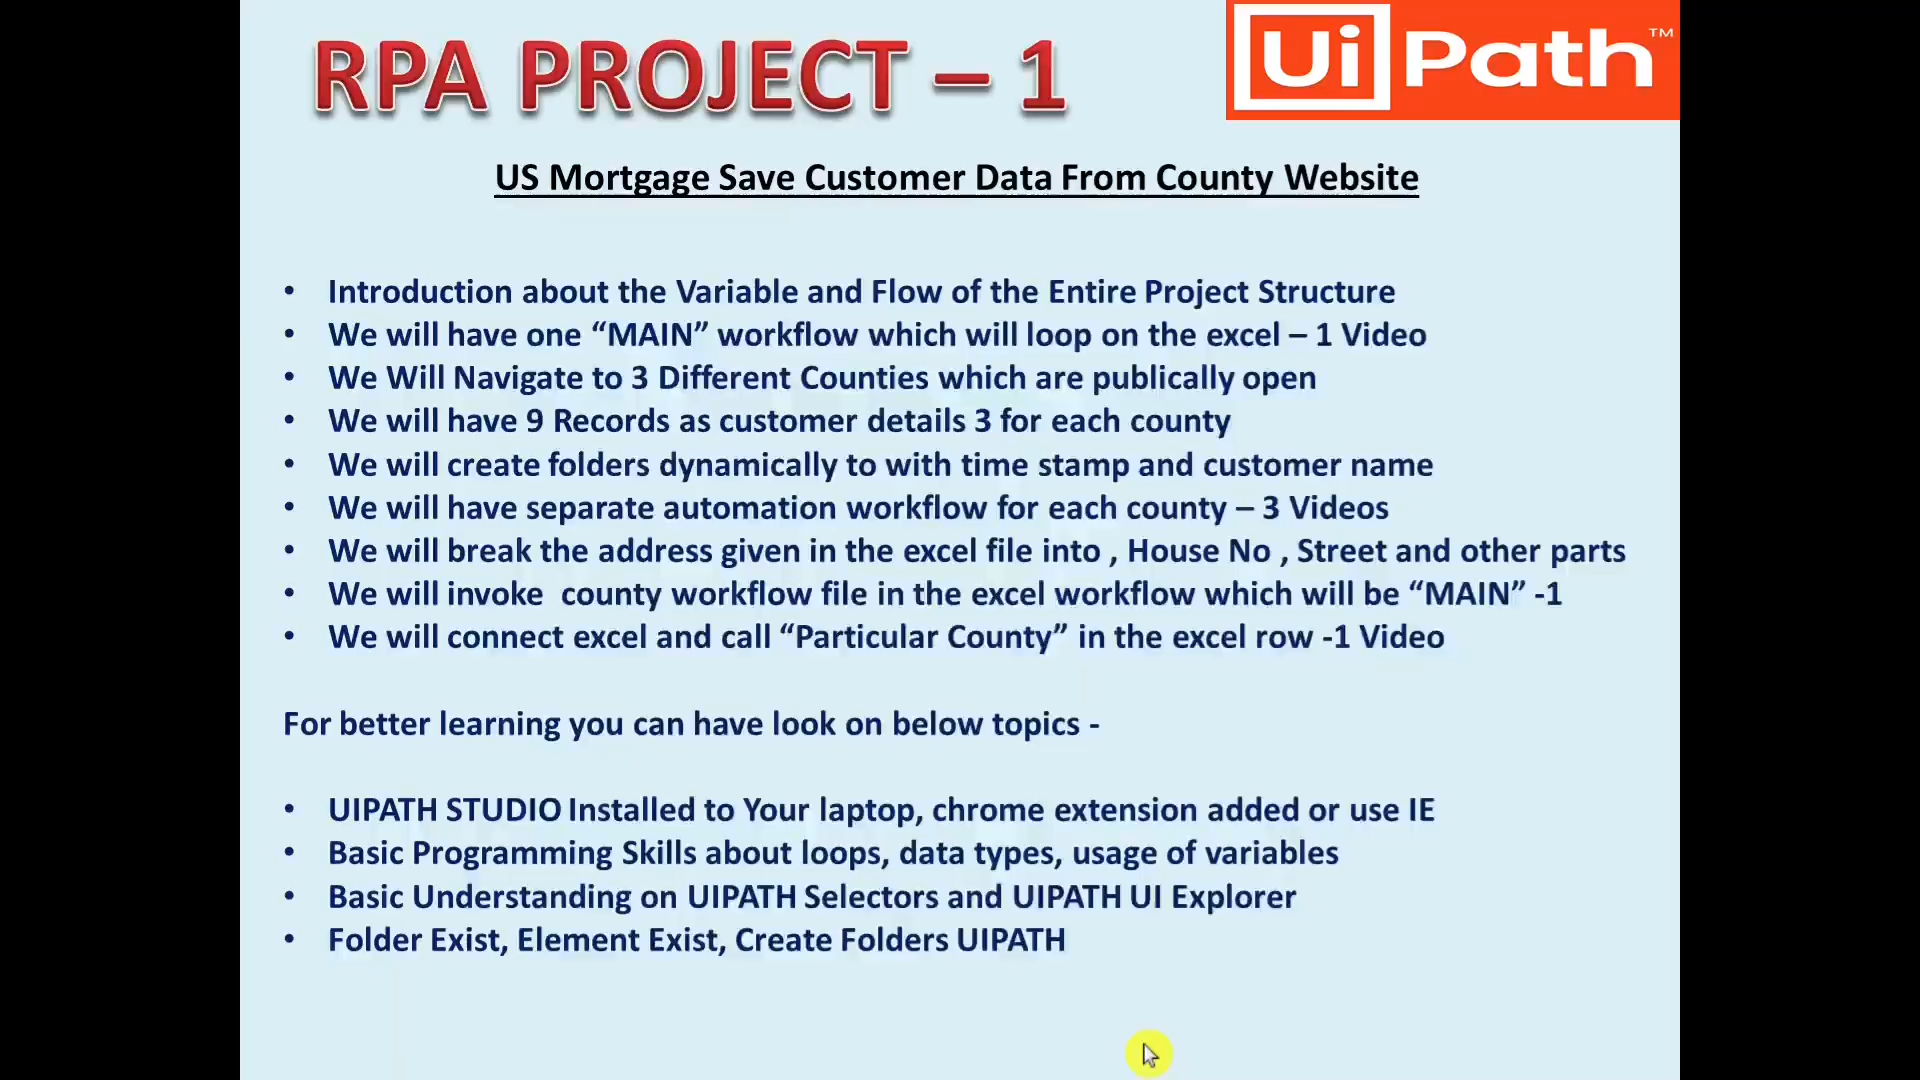 RPA PROJECT – 1
UiPath™
US Mortgage Save Customer Data From County Website
• Introduction about the Variable and Flow of the Entire Project Structure
• We will have one “MAIN” workflow which will loop on the excel – 1 Video
• We Will Navigate to 3 Different Counties which are publically open
• We will have 9 Records as customer details 3 for each county
• We will create folders dynamically to with time stamp and customer name
• We will have separate automation workflow for each county – 3 Videos
• We will break the address given in the excel file into , House No , Street and other parts
• We will invoke  county workflow file in the excel workflow which will be “MAIN” -1
• We will connect excel and call “Particular County” in the excel row -1 Video
For better learning you can have look on below topics -
• UIPATH STUDIO Installed to Your laptop, chrome extension added or use IE
• Basic Programming Skills about loops, data types, usage of variables
• Basic Understanding on UIPATH Selectors and UIPATH UI Explorer
• Folder Exist, Element Exist, Create Folders UIPATH